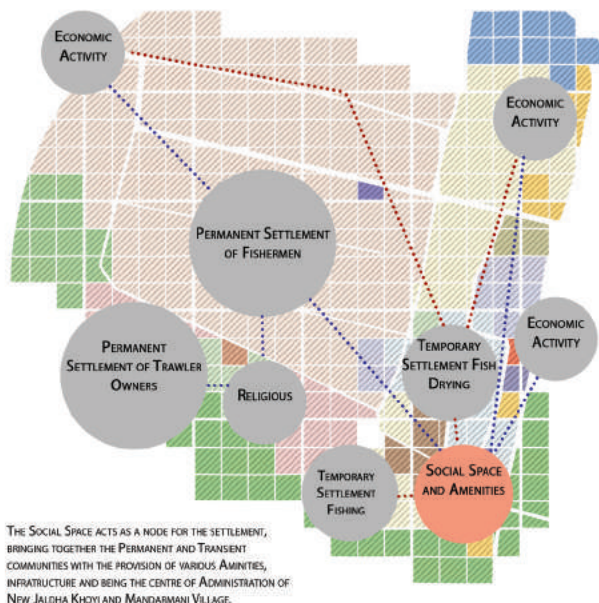 Economic
Activity
Economic
Activity
Permanent Settlement
of Fishermen
Economic
Activity
Permanent
Settlement of Trawler
Owners
Temporary
Settlement Fish
Drying
Religious
Temporary
Settlement
Fishing
Social Space
and Amenities
The Social Space acts as a node for the settlement,
bringing together the Permanent and Transient
communities with the provision of various Aminities,
infratructure and being the centre of Administration of
New Jaldha Khoyi and Mandarmani Village.